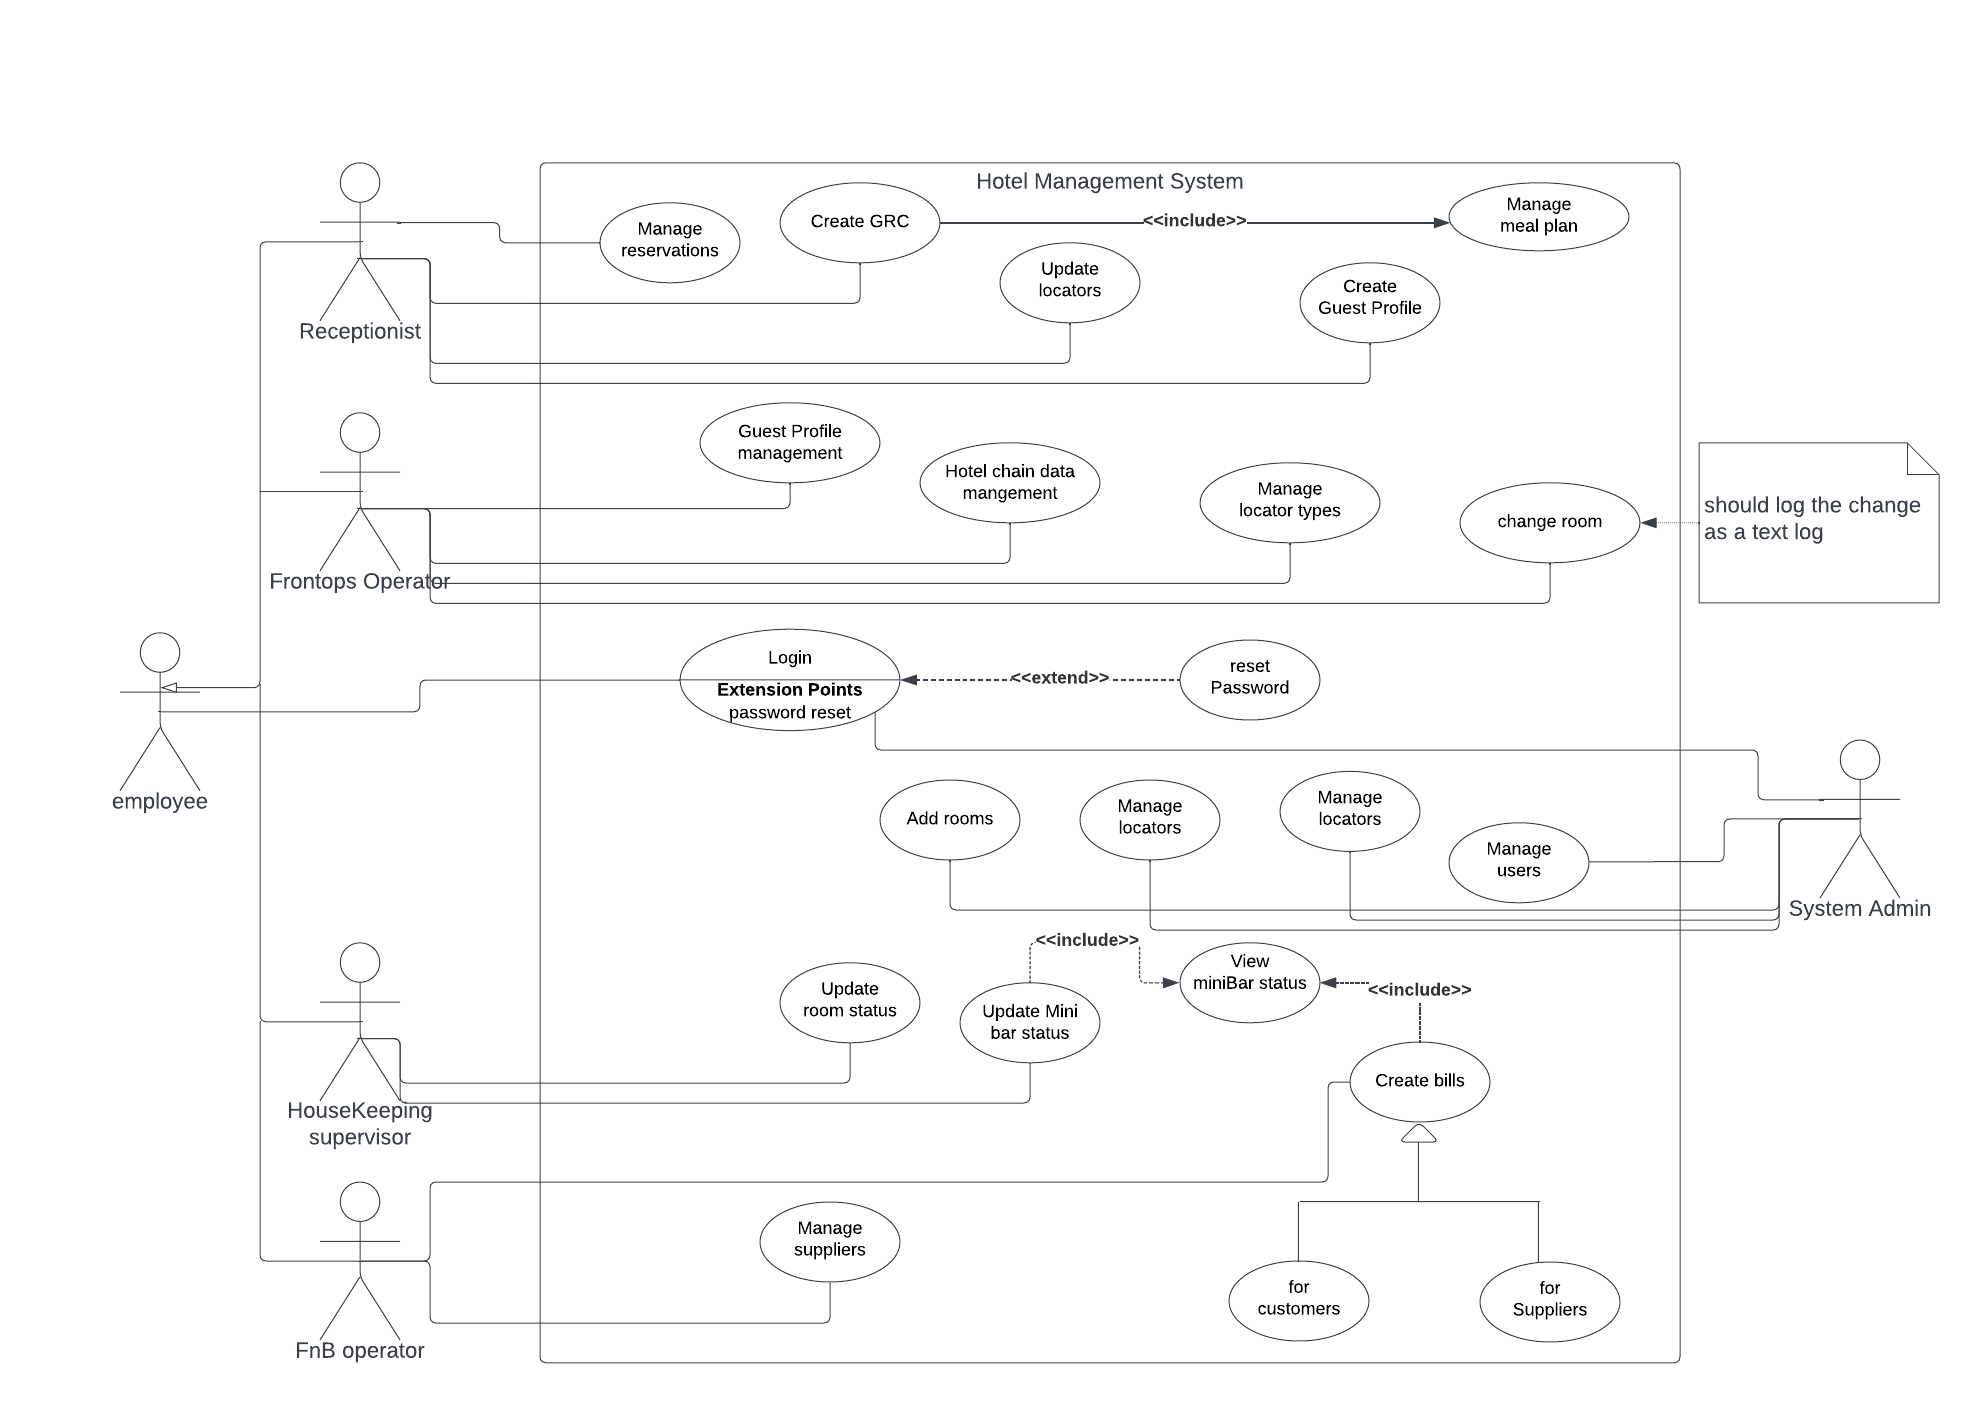 Hotel Management System
Manage
reservations
Create GRC
<<include>>
Manage
meal plan
Update
locators
Create
Guest Profile
Receptionist
Guest Profile
management
Hotel chain data
mangement
Manage
locator types
change room
should log the change
as a text log
Frontops Operator
Login
Extension Points
password reset
<<extend>>
reset
Password
employee
Add rooms
Manage
locators
Manage
locators
Manage
users
System Admin
<<include>>
View
miniBar status
<<include>>
Update
room status
Update Mini
bar status
Create bills
HouseKeeping
supervisor
Manage
suppliers
for
customers
for
Suppliers
FnB operator